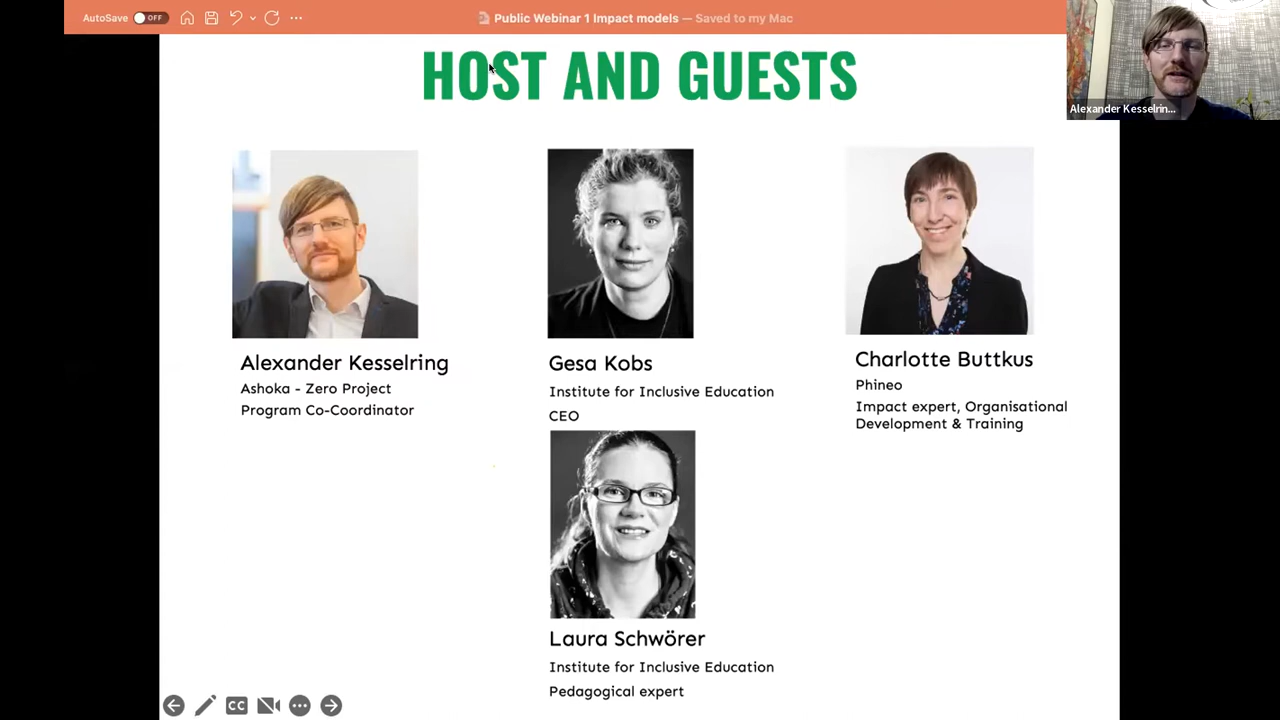 AutoSave OFF
Public Webinar 1 Impact models — Saved to my Mac
Alexander Kesselrin...
HOST AND GUESTS
Alexander Kesselring
Ashoka - Zero Project
Program Co-Coordinator
Gesa Kobs
Institute for Inclusive Education
CEO
Charlotte Buttkus
Phineo
Impact expert, Organisational
Development & Training
Laura Schwörer
Institute for Inclusive Education
Pedagogical expert
CC